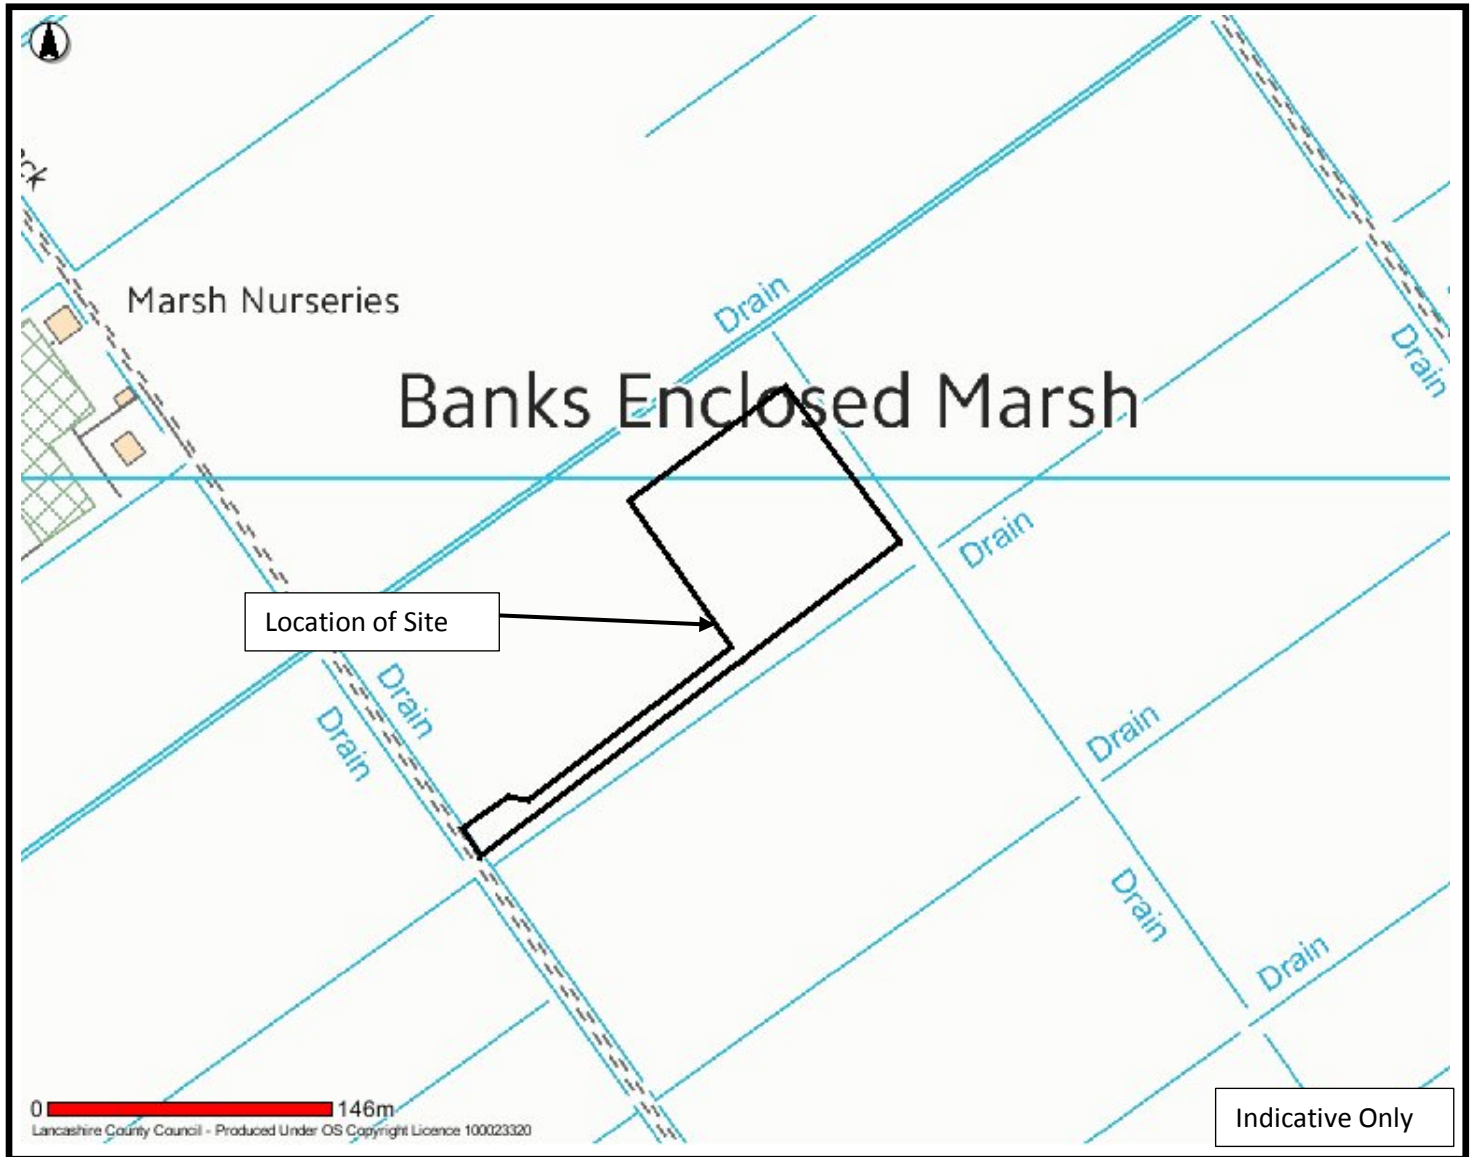 Marsh Nurseries
Drain
Banks Enclosed Marsh
Drain
Drain
Location of Site
Drain
Drain
Drain
Drain
Drain
0 146m
Lancashire County Council - Produced Under OS Copyright Licence 100023320
Indicative Only